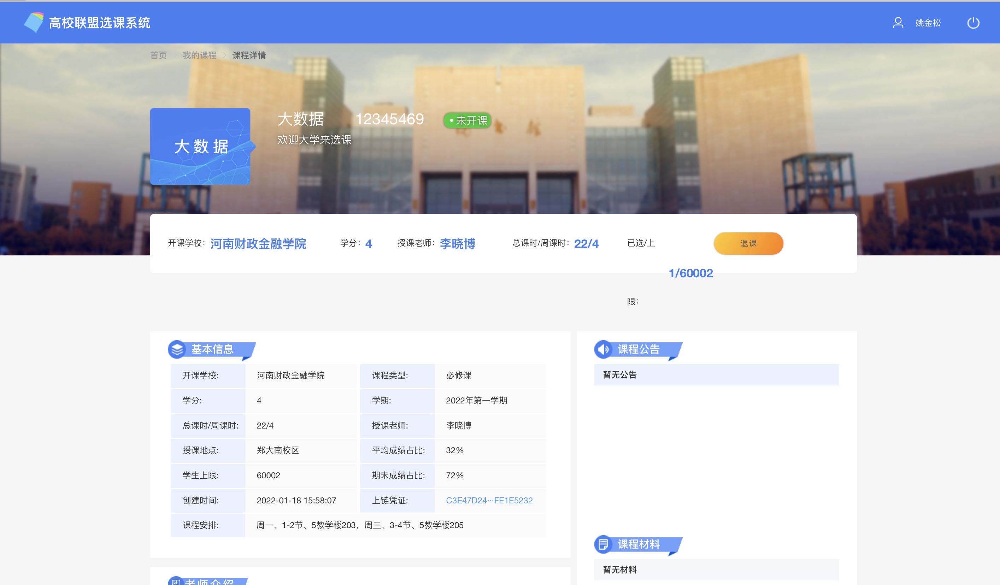 高校联盟选课系统
姚金松
首页 > 我的课程 > 课程详情
大数据
大数据 12345469 • 未开课
欢迎大学来选课
开课学校： 河南财政金融学院 学分： 4 授课老师： 李晓博 总课时/周课时： 22/4 已选/上限： 1/60002 退课
基本信息
开课学校: 河南财政金融学院 课程类型: 必修课
学分: 4 学期: 2022年第一学期
总课时/周课时: 22/4 授课老师: 李晓博
授课地点: 郑大南校区 平均成绩占比: 32%
学生上限: 60002 期末成绩占比: 72%
创建时间: 2022-01-18 15:58:07 上链凭证: C3E47D24···FE1E5232
课程安排: 周一、1-2节、5教学楼203，周三、3-4节、5教学楼205
课程公告
暂无公告
课程材料
暂无材料
老师介绍